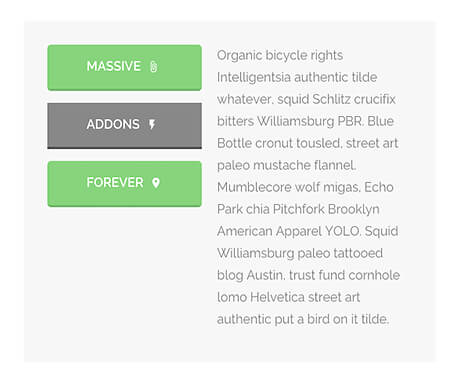 MASSIVE
ADDONS
FOREVER
Organic bicycle rights
Intelligentsia authentic tilde
whatever, squid Schlitz crucifix
bitters Williamsburg PBR. Blue
Bottle cronut tousled, street art
paleo mustache flannel.
Mumblecore wolf migas, Echo
Park chia Pitchfork Brooklyn
American Apparel YOLO. Squid
Williamsburg paleo tattooed
blog Austin. trust fund cornhole
lomo Helvetica street art
authentic put a bird on it tilde.